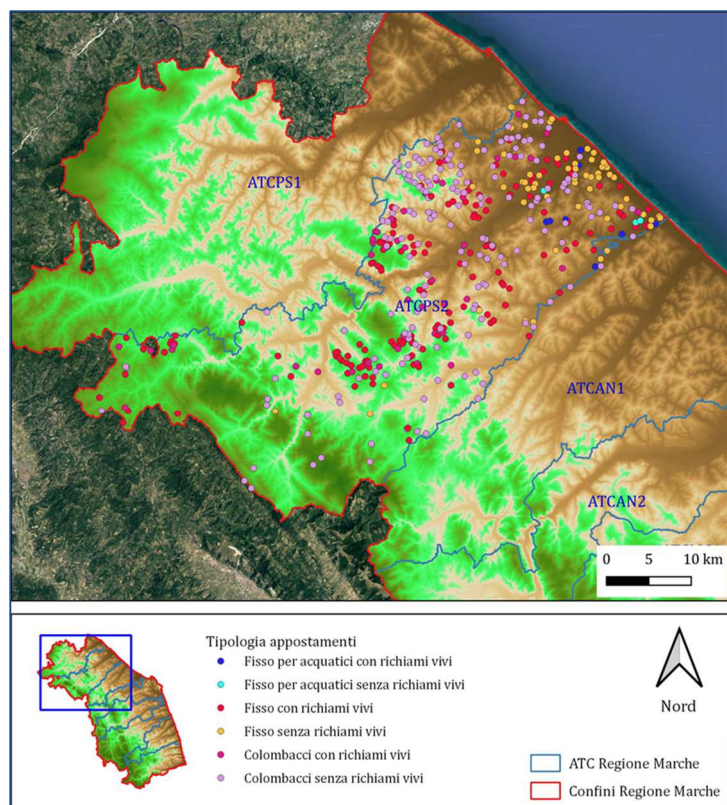 ATCPS1
ATCPS2
ATCAN1
ATCAN2
0 5 10 km
Tipologia appostamenti
Fisso per acquatici con richiami vivi
Fisso per acquatici senza richiami vivi
Fisso con richiami vivi
Fisso senza richiami vivi
Colombacci con richiami vivi
Colombacci senza richiami vivi
Nord
ATC Regione Marche
Confini Regione Marche